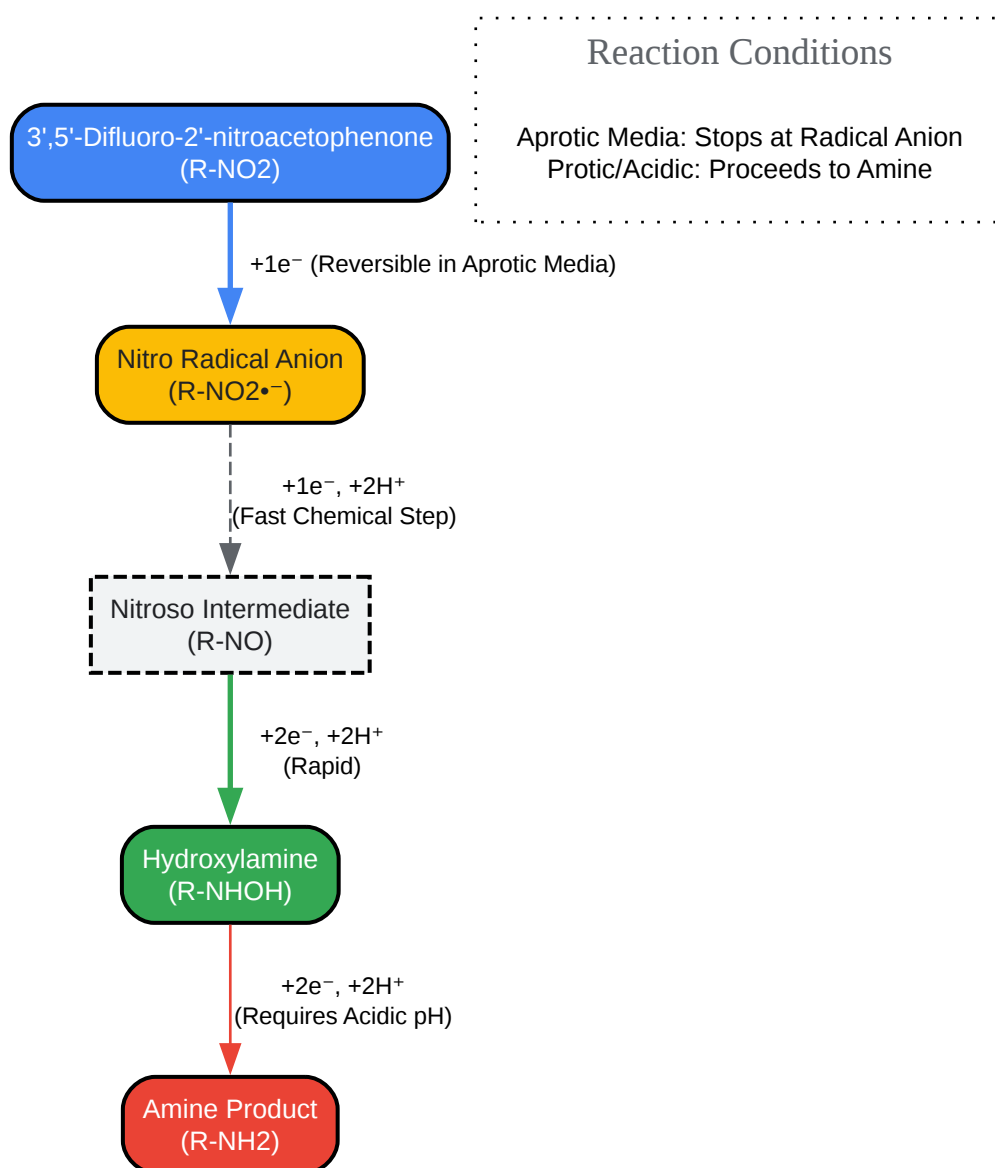 Reaction Conditions
Aprotic Media: Stops at Radical Anion
Protic/Acidic: Proceeds to Amine
3',5'-Difluoro-2'-nitroacetophenone
(R-NO2)
+1e⁻ (Reversible in Aprotic Media)
Nitro Radical Anion
(R-NO2•⁻)
+1e⁻, +2H⁺
(Fast Chemical Step)
Nitroso Intermediate
(R-NO)
+2e⁻, +2H⁺
(Rapid)
Hydroxylamine
(R-NHOH)
+2e⁻, +2H⁺
(Requires Acidic pH)
Amine Product
(R-NH2)